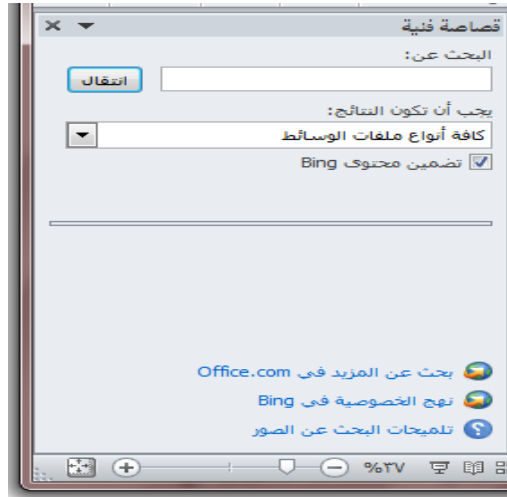 قصاصة فنية
البحث عن:
انتقال
يجب أن تكون النتائج:
كافة أنواع ملفات الوسائط
تضمين محتوى Bing
بحث عن المزيد في Office.com
نهج الخصوصية في Bing
تلميحات البحث عن الصور
%٦٧